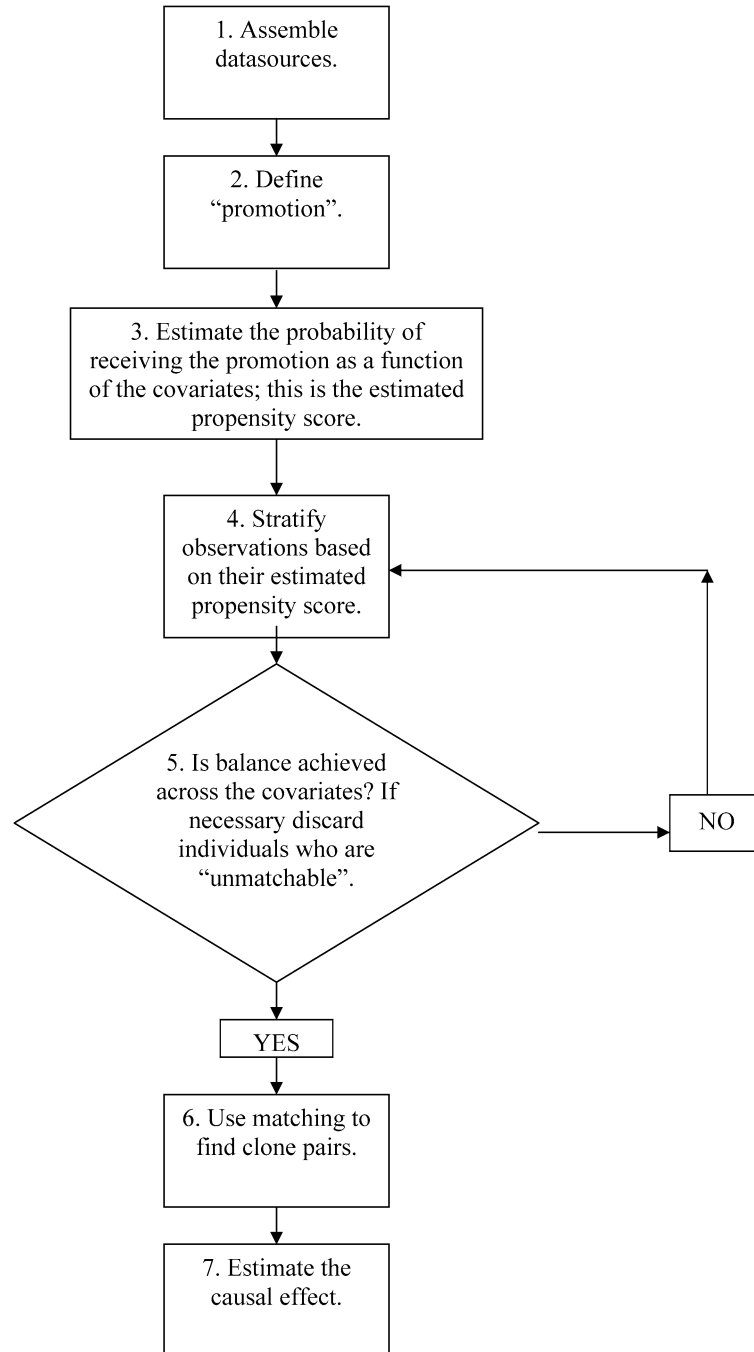 1. Assemble
datasources.
2. Define
“promotion”.
3. Estimate the probability of
receiving the promotion as a function
of the covariates; this is the estimated
propensity score.
4. Stratify
observations based
on their estimated
propensity score.
5. Is balance achieved
across the covariates? If
necessary discard
individuals who are
“unmatchable”.
NO
YES
6. Use matching to
find clone pairs.
7. Estimate the
causal effect.